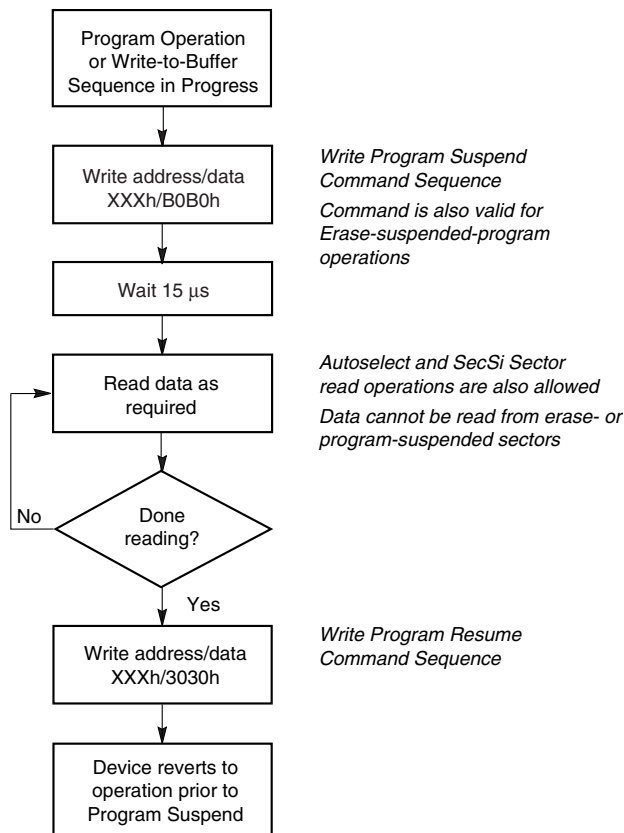 Program Operation
or Write-to-Buffer
Sequence in Progress
Write address/data
XXXh/B0B0h
Write Program Suspend
Command Sequence
Command is also valid for
Erase-suspended-program
operations
Wait 15 μs
Read data as
required
Autoselect and SecSi Sector
read operations are also allowed
Data cannot be read from erase- or
program-suspended sectors
Done
reading?
No
Yes
Write address/data
XXXh/3030h
Write Program Resume
Command Sequence
Device reverts to
operation prior to
Program Suspend